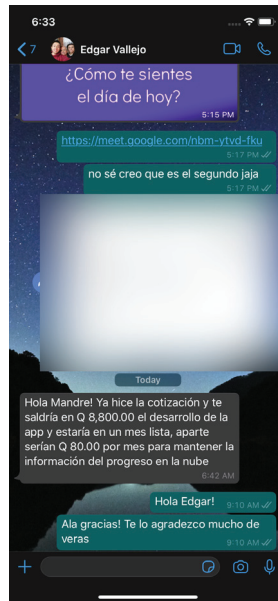 6:33
7
Edgar Vallejo
¿Cómo te sientes
el día de hoy?
5:15 PM
https://meet.google.com/nbm-ytvd-fku
5:17 PM
no sé creo que es el segundo jaja
5:17 PM
Today
Hola Mandre! Ya hice la cotización y te
saldría en Q 8,800.00 el desarrollo de la
app y estaría en un mes lista, aparte
serían Q 80.00 por mes para mantener la
información del progreso en la nube
6:42 AM
Hola Edgar!
9:10 AM
Ala gracias! Te lo agradezco mucho de
veras
9:10 AM